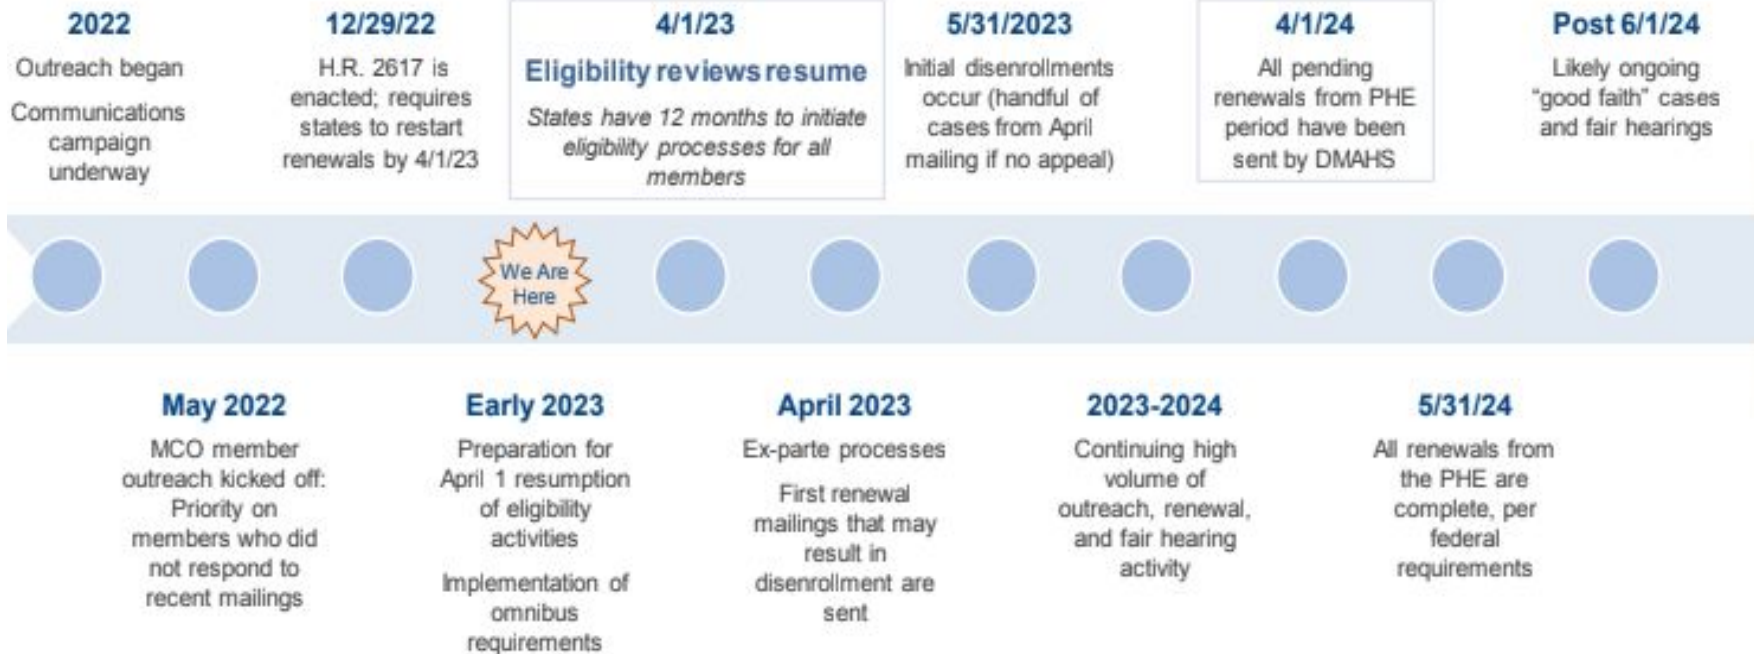 2022
Outreach began
Communications
campaign
underway
12/29/22
H.R. 2617 is
enacted; requires
states to restart
renewals by 4/1/23
4/1/23
Eligibility reviews resume
States have 12 months to initiate
eligibility processes for all
members
5/31/2023
Initial disenrollments
occur (handful of
cases from April
mailing if no appeal)
4/1/24
All pending
renewals from PHE
period have been
sent by DMAHS
Post 6/1/24
Likely ongoing
“good faith” cases
and fair hearings
We Are
Here
May 2022
MCO member
outreach kicked off:
Priority on
members who did
not respond to
recent mailings
Early 2023
Preparation for
April 1 resumption
of eligibility
activities
Implementation of
omnibus
requirements
April 2023
Ex-parte processes
First renewal
mailings that may
result in
disenrollment are
sent
2023-2024
Continuing high
volume of
outreach, renewal,
and fair hearing
activity
5/31/24
All renewals from
the PHE are
complete, per
federal
requirements